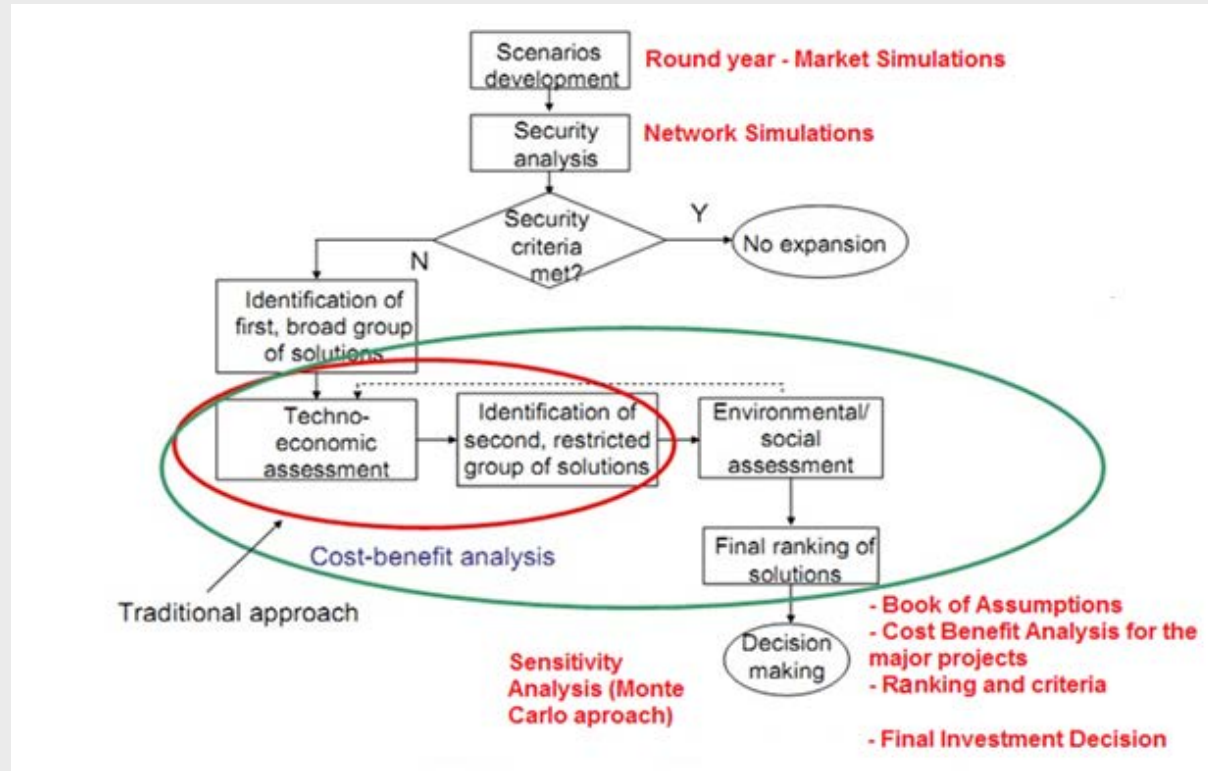 Scenarios
development
Round year - Market Simulations
Security
analysis
Network Simulations
Security
criteria
met?
Y
No expansion
N
Identification of
first, broad group
of solutions
Techno-
economic
assessment
Identification of
second, restricted
group of solutions
Environmental/
social
assessment
Cost-benefit analysis
Final ranking of
solutions
Traditional approach
Decision
making
Sensitivity
Analysis (Monte
Carlo aproach)
- Book of Assumptions
- Cost Benefit Analysis for the
major projects
- Ranking and criteria
- Final Investment Decision